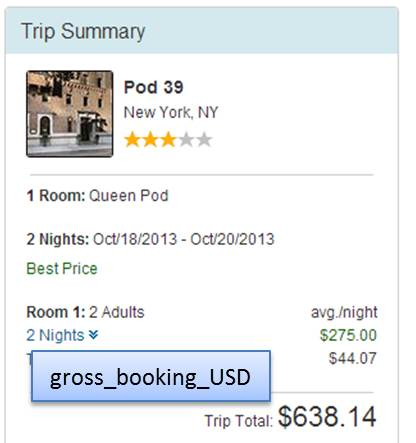 Trip Summary
Pod 39
New York, NY
1 Room: Queen Pod
2 Nights: Oct/18/2013 - Oct/20/2013
Best Price
Room 1: 2 Adults avg./night
2 Nights $275.00
$44.07
gross_booking_USD
Trip Total: $638.14